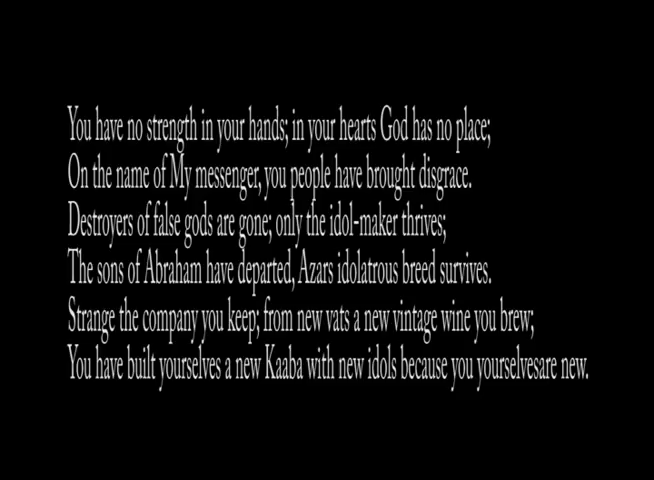 You have no strength in your hands; in your hearts God has no place;
On the name of My messenger, you people have brought disgrace.
Destroyers of false gods are gone; only the idol-maker thrives;
The sons of Abraham have departed, Azars idolatrous breed survives.
Strange the company you keep; from new vats a new vintage wine you brew;
You have built yourselves a new Kaaba with new idols because you yourselvesare new.